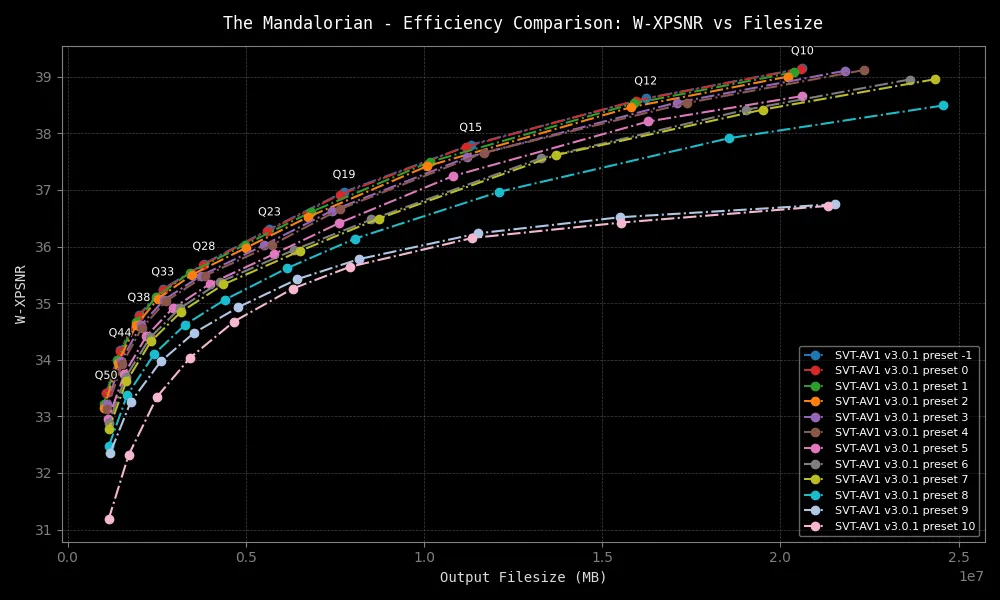 The Mandalorian - Efficiency Comparison: W-XPSNR vs Filesize
W-XPSNR
39
38
37
36
35
34
33
32
31
Q10
Q12
Q15
Q19
Q23
Q28
Q33
Q38
Q44
Q50
SVT-AV1 v3.0.1 preset -1
SVT-AV1 v3.0.1 preset 0
SVT-AV1 v3.0.1 preset 1
SVT-AV1 v3.0.1 preset 2
SVT-AV1 v3.0.1 preset 3
SVT-AV1 v3.0.1 preset 4
SVT-AV1 v3.0.1 preset 5
SVT-AV1 v3.0.1 preset 6
SVT-AV1 v3.0.1 preset 7
SVT-AV1 v3.0.1 preset 8
SVT-AV1 v3.0.1 preset 9
SVT-AV1 v3.0.1 preset 10
0.0 0.5 1.0 1.5 2.0 2.5
1e7
Output Filesize (MB)